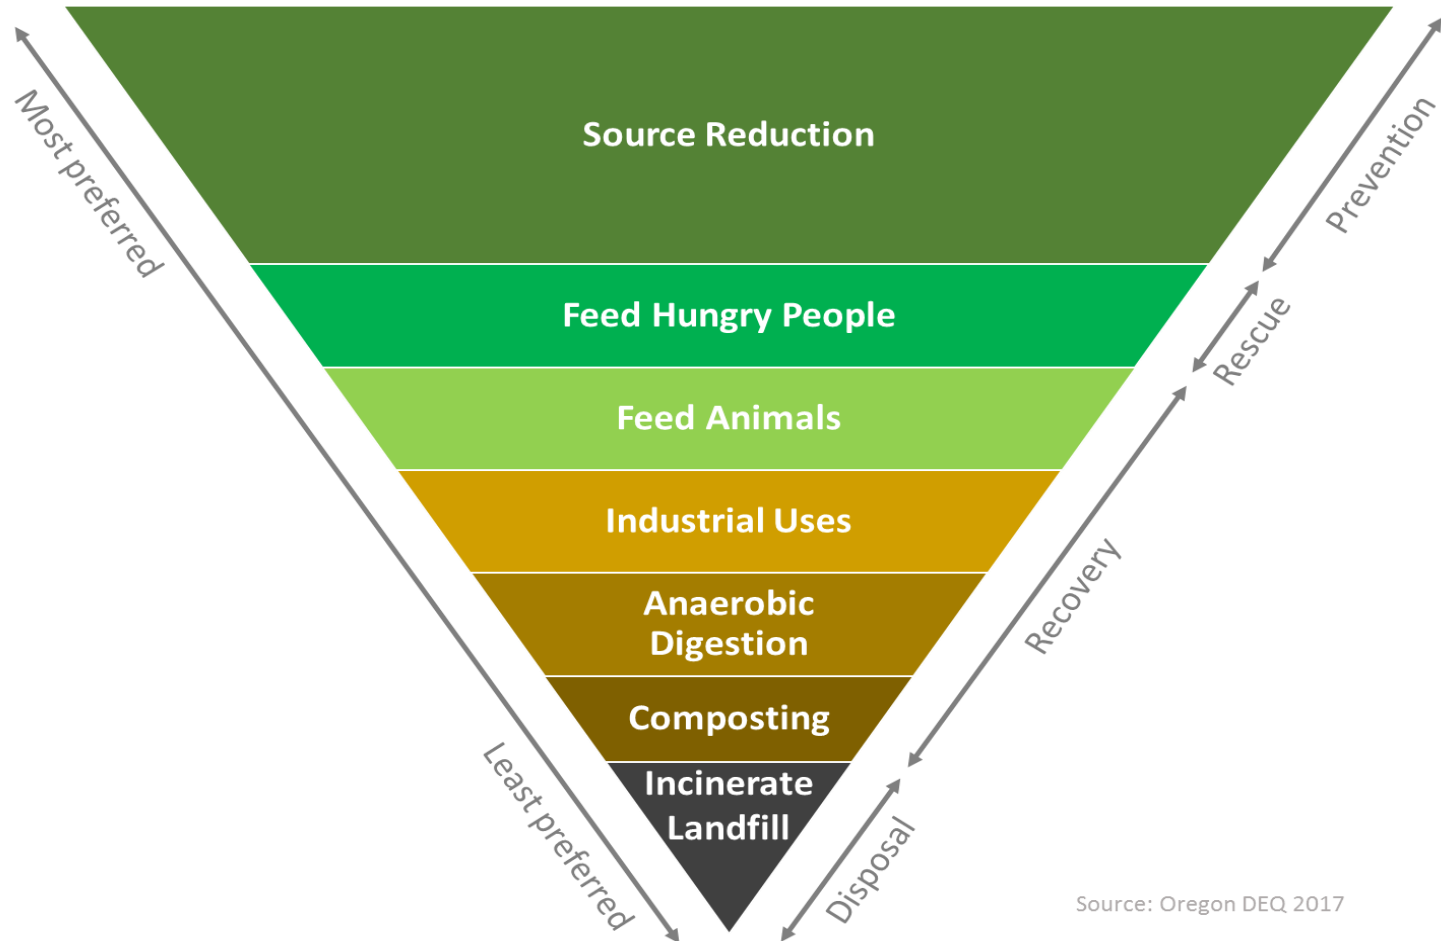 Most preferred
Source Reduction
Prevention
Feed Hungry People
Rescue
Feed Animals
Industrial Uses
Recovery
Anaerobic
Digestion
Composting
Least preferred
Incinerate
Landfill
Disposal
Source: Oregon DEQ 2017